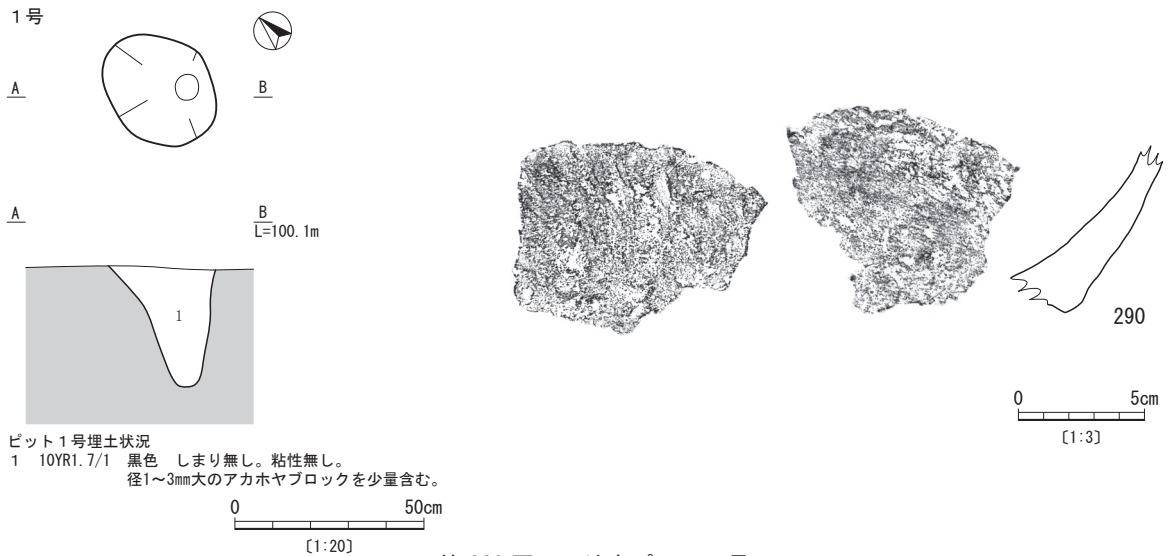 1号
A
B
A
B
L=100.1m
1
ピット1号埋土状況
1 10YR1.7/1 黒色 しまり無し。粘性無し。
径1~3mm大のアカホヤブロックを少量含む。
0 50cm
〔1:20〕
290
0 5cm
〔1:3〕